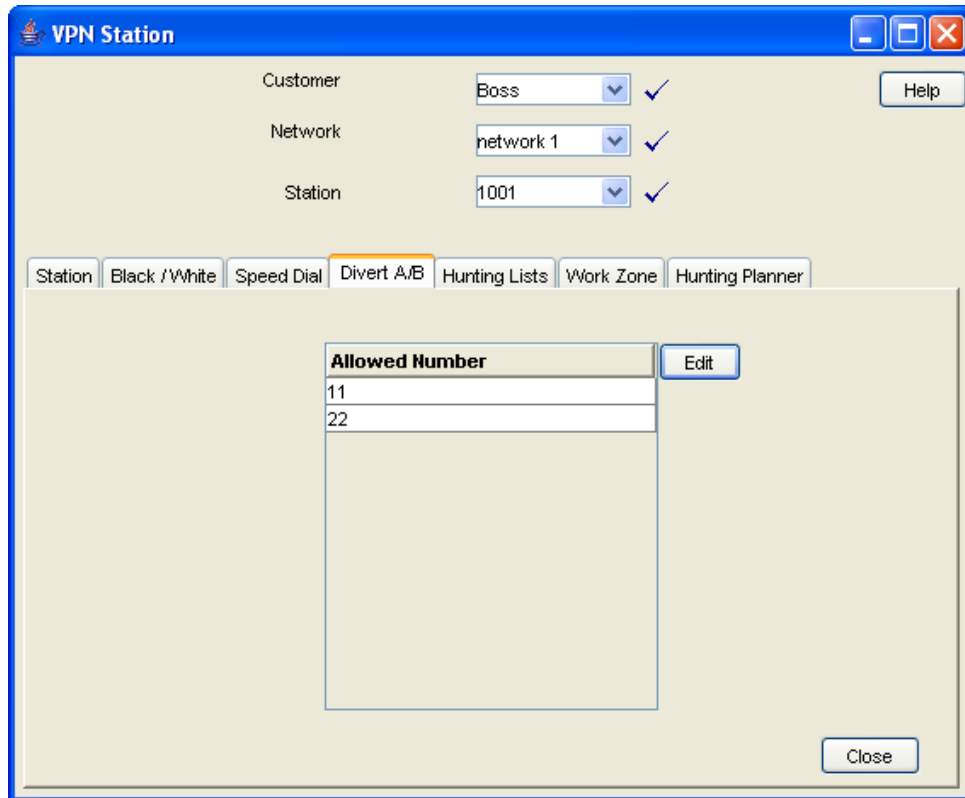 VPN Station
Customer Boss Help
Network network 1
Station 1001
Station Black / White Speed Dial Divert A/B Hunting Lists Work Zone Hunting Planner
Allowed Number Edit
11
22
Close